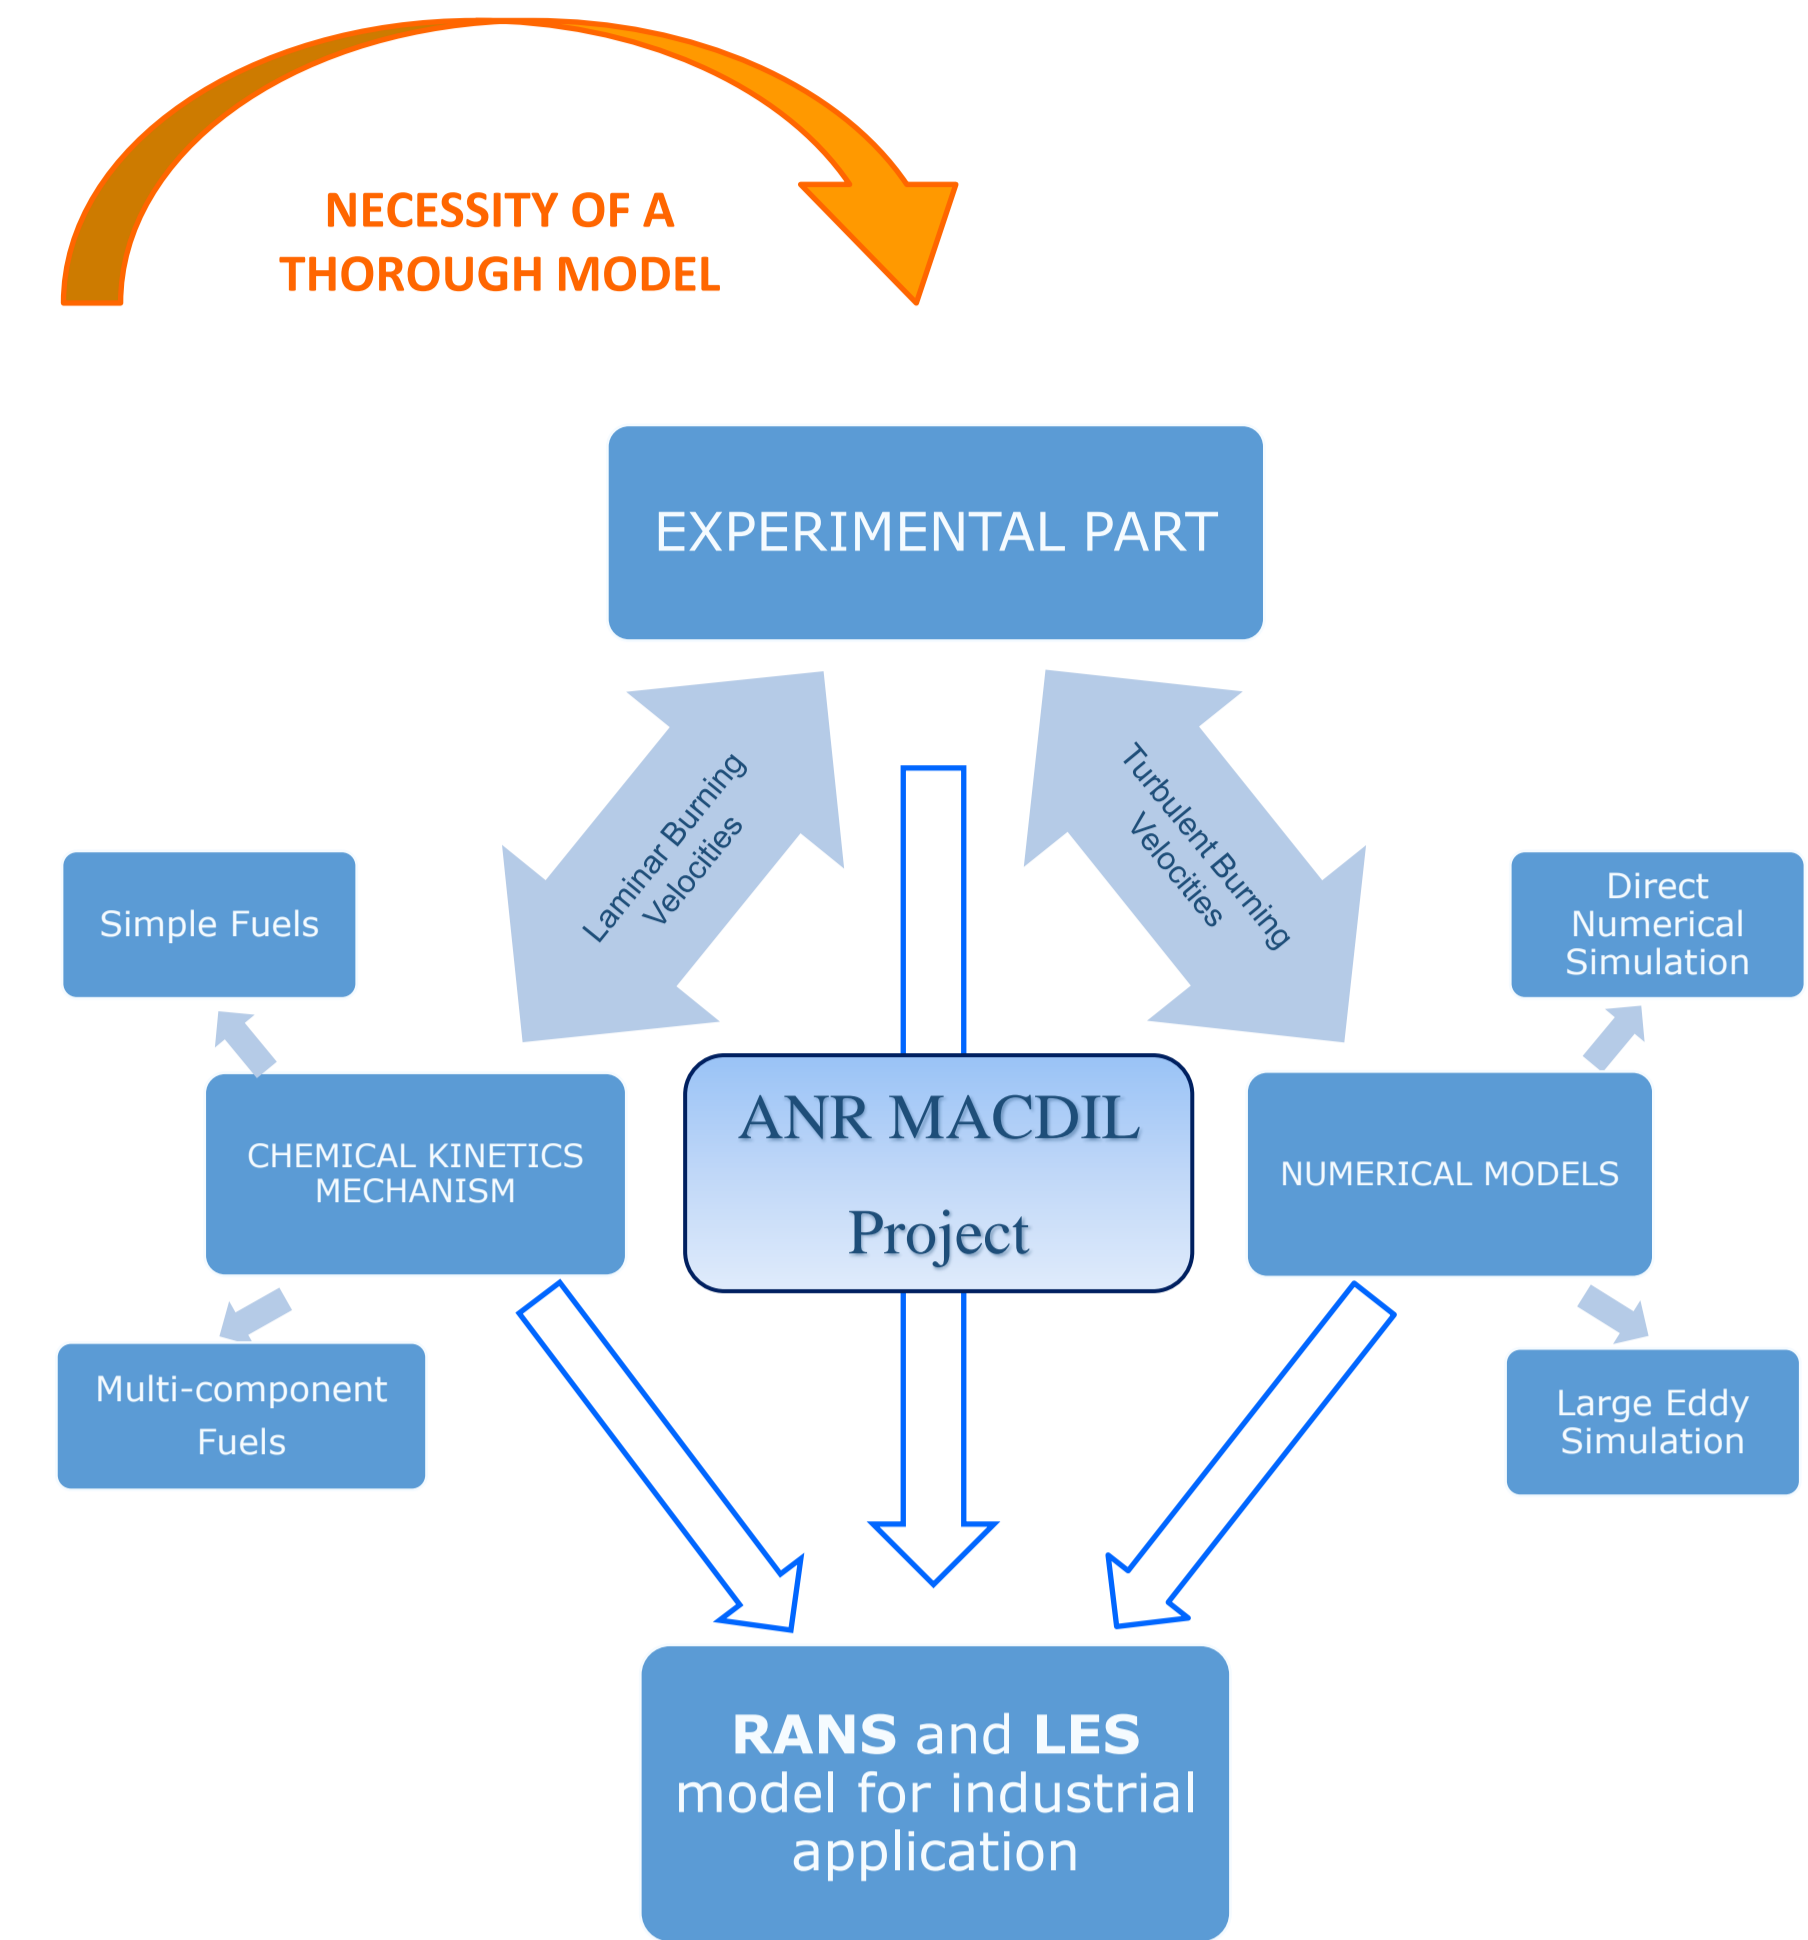 NECESSITY OF A
THOROUGH MODEL
EXPERIMENTAL PART
Laminar Burning
Velocities
Turbulent Burning
Velocities
Simple Fuels
Direct
Numerical
Simulation
CHEMICAL KINETICS
MECHANISM
ANR MACDIL
Project
NUMERICAL MODELS
Multi-component
Fuels
Large Eddy
Simulation
RANS and LES
model for industrial
application